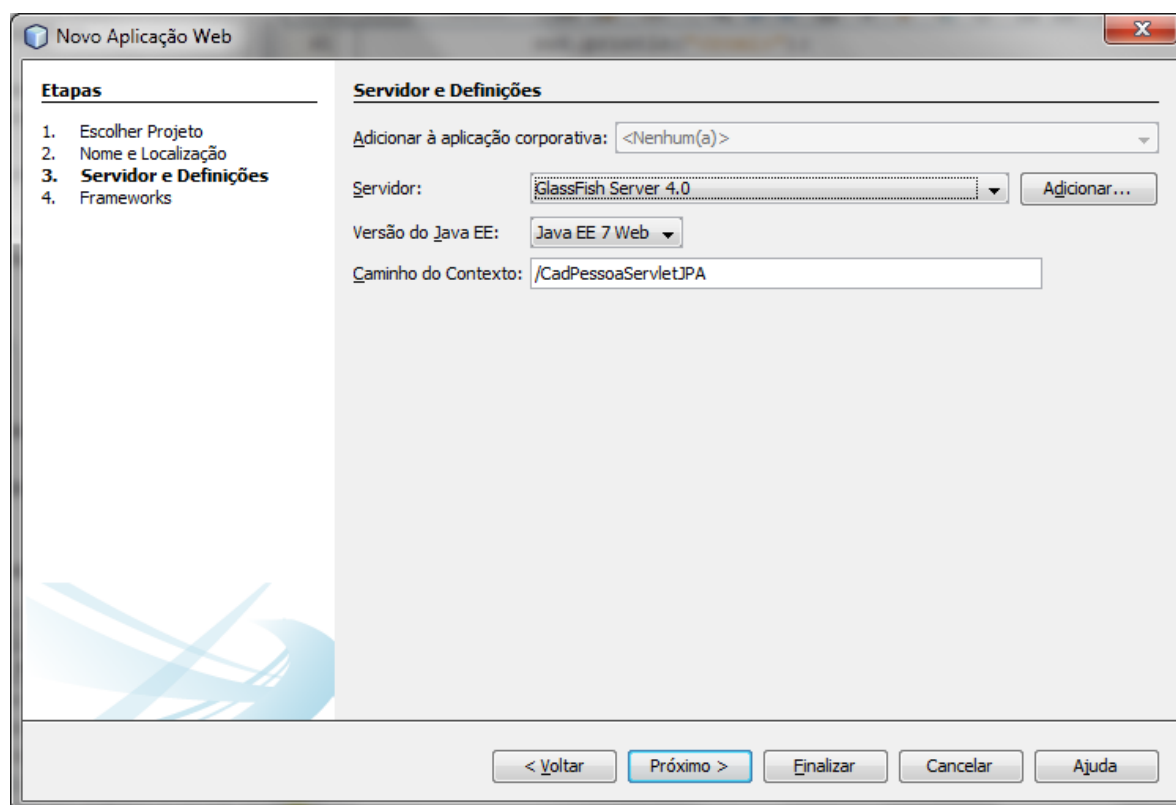 Novo Aplicação Web
Etapas
1. Escolher Projeto
2. Nome e Localização
3. Servidor e Definições
4. Frameworks
Servidor e Definições
Adicionar à aplicação corporativa: <Nenhum(a)>
Servidor: GlassFish Server 4.0 Adicionar...
Versão do Java EE: Java EE 7 Web
Caminho do Contexto: /CadPessoaServletJPA
< Voltar Próximo > Finalizar Cancelar Ajuda